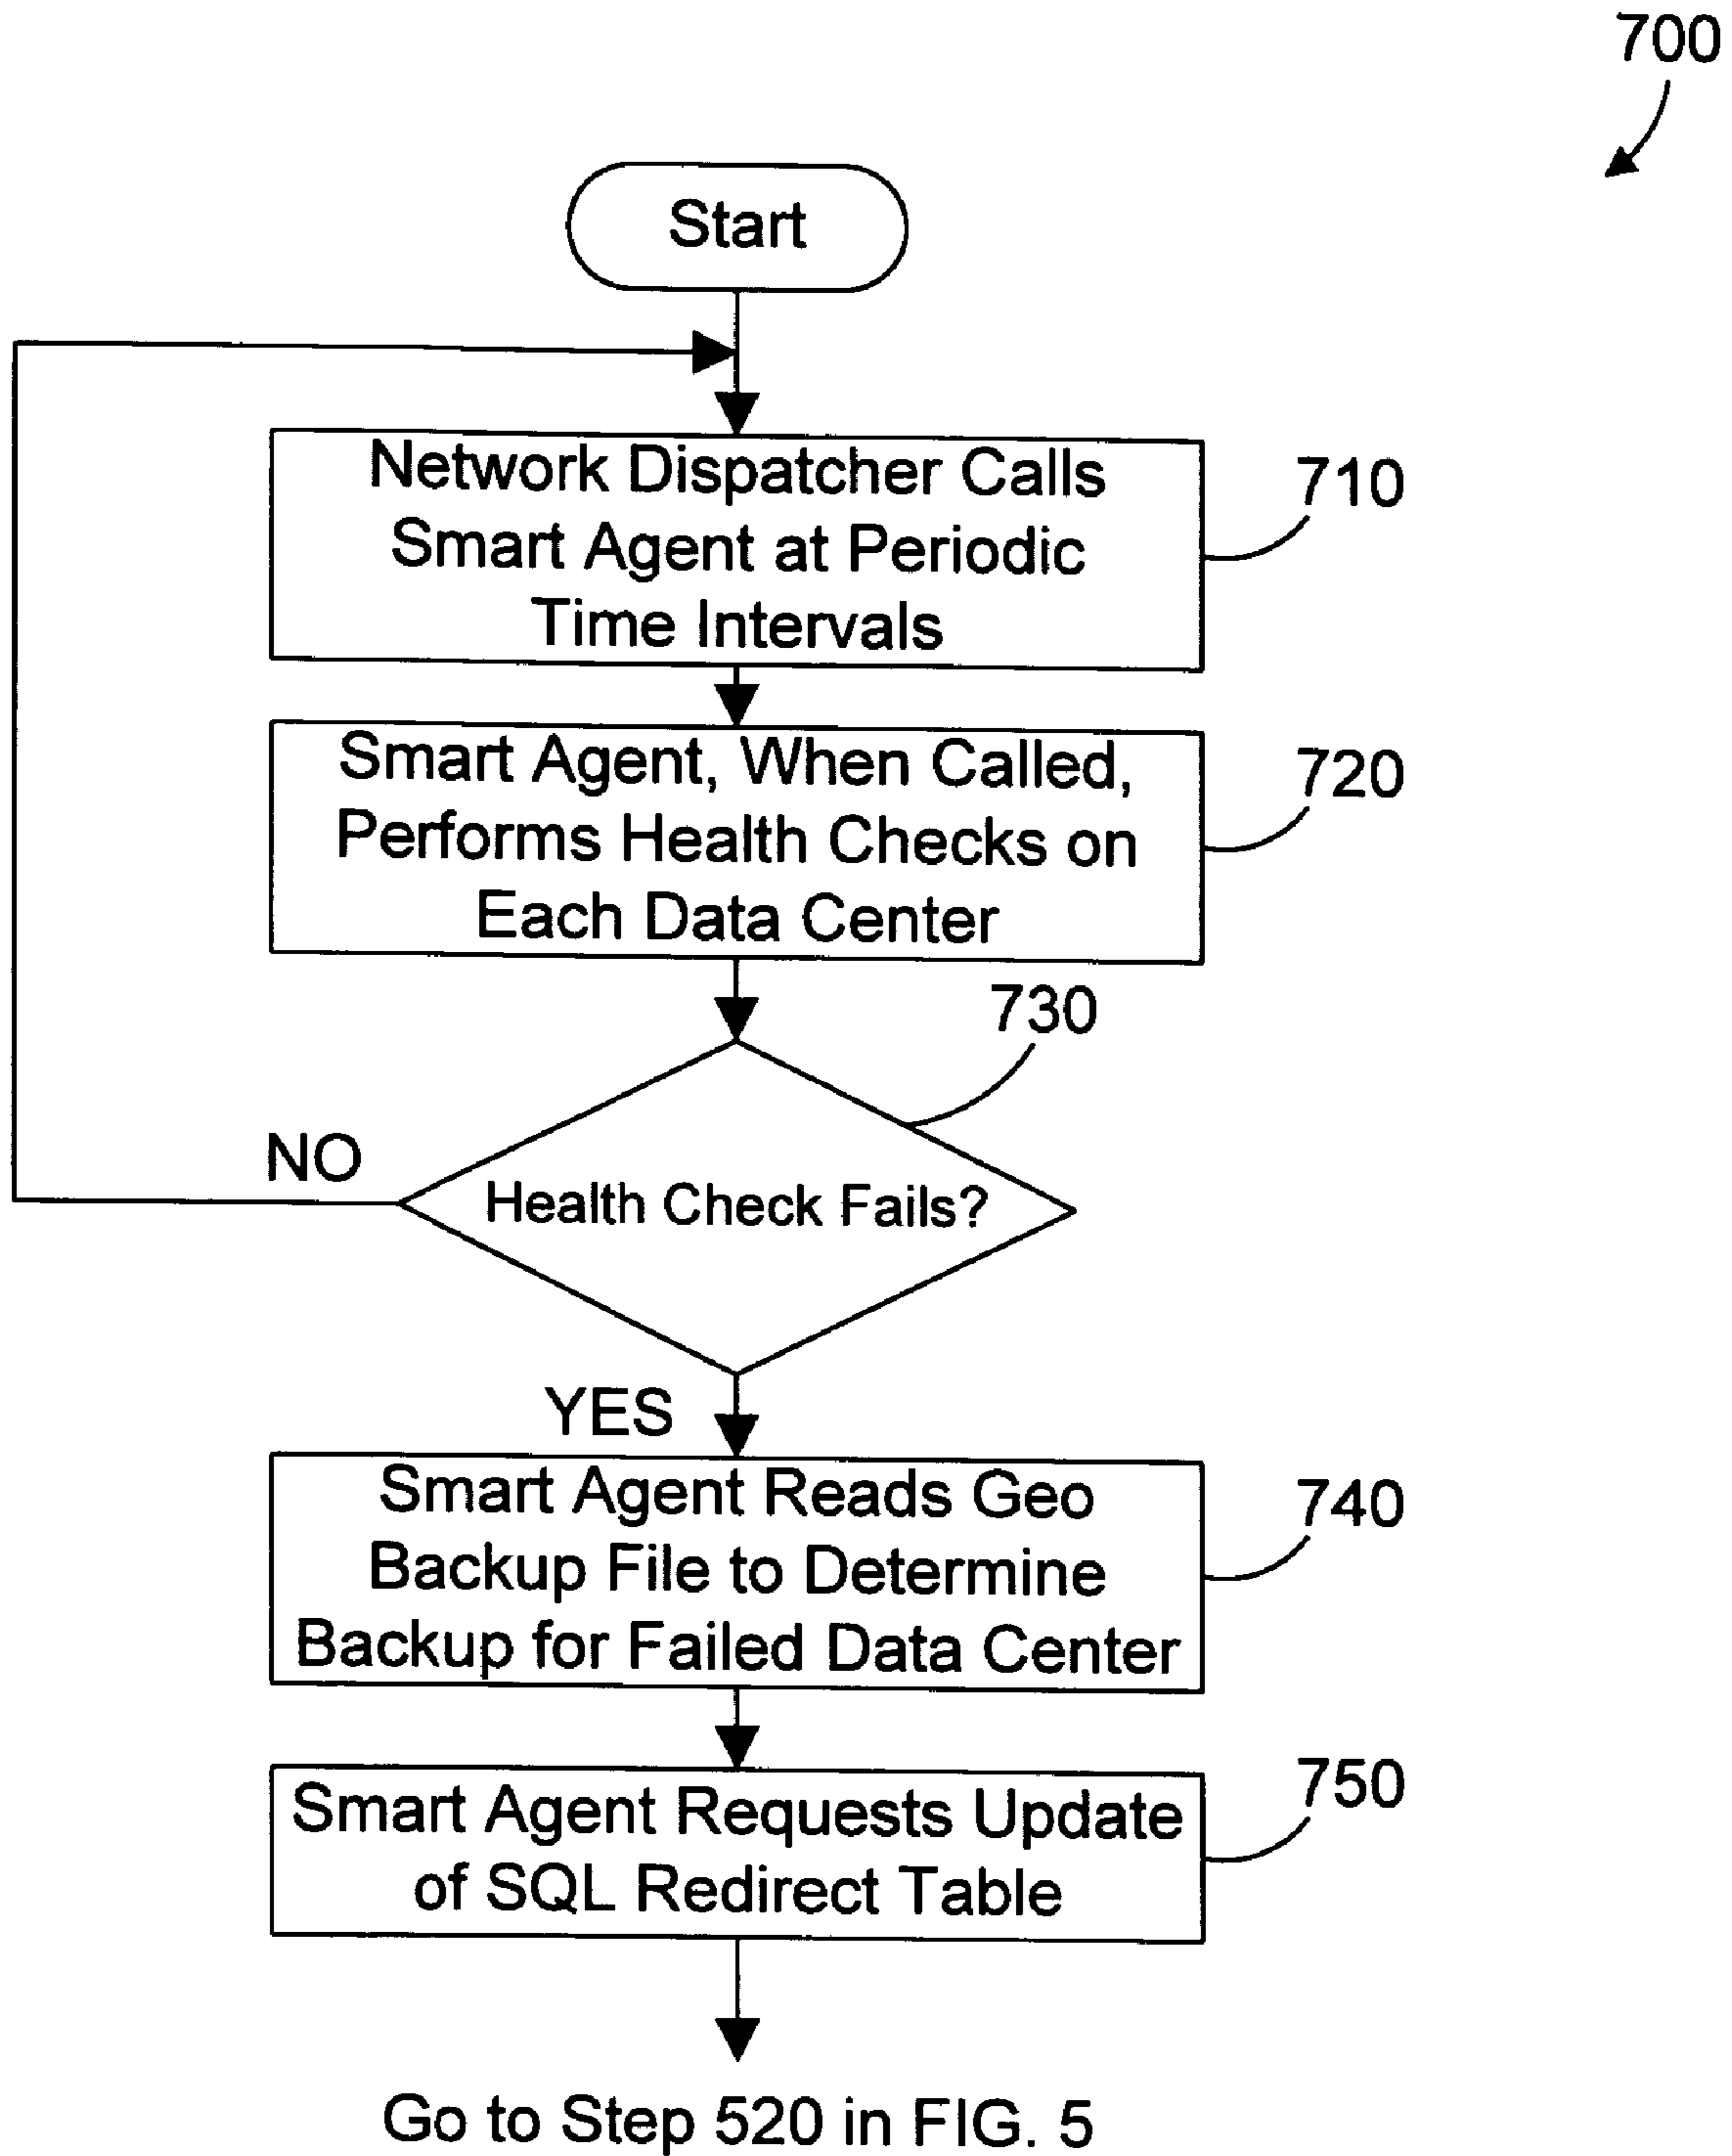 700
Start
Network Dispatcher Calls
Smart Agent at Periodic
Time Intervals
710
Smart Agent, When Called,
Performs Health Checks on
Each Data Center
720
730
NO
Health Check Fails?
YES
Smart Agent Reads Geo
Backup File to Determine
Backup for Failed Data Center
740
Smart Agent Requests Update
of SQL Redirect Table
750
Go to Step 520 in FIG. 5